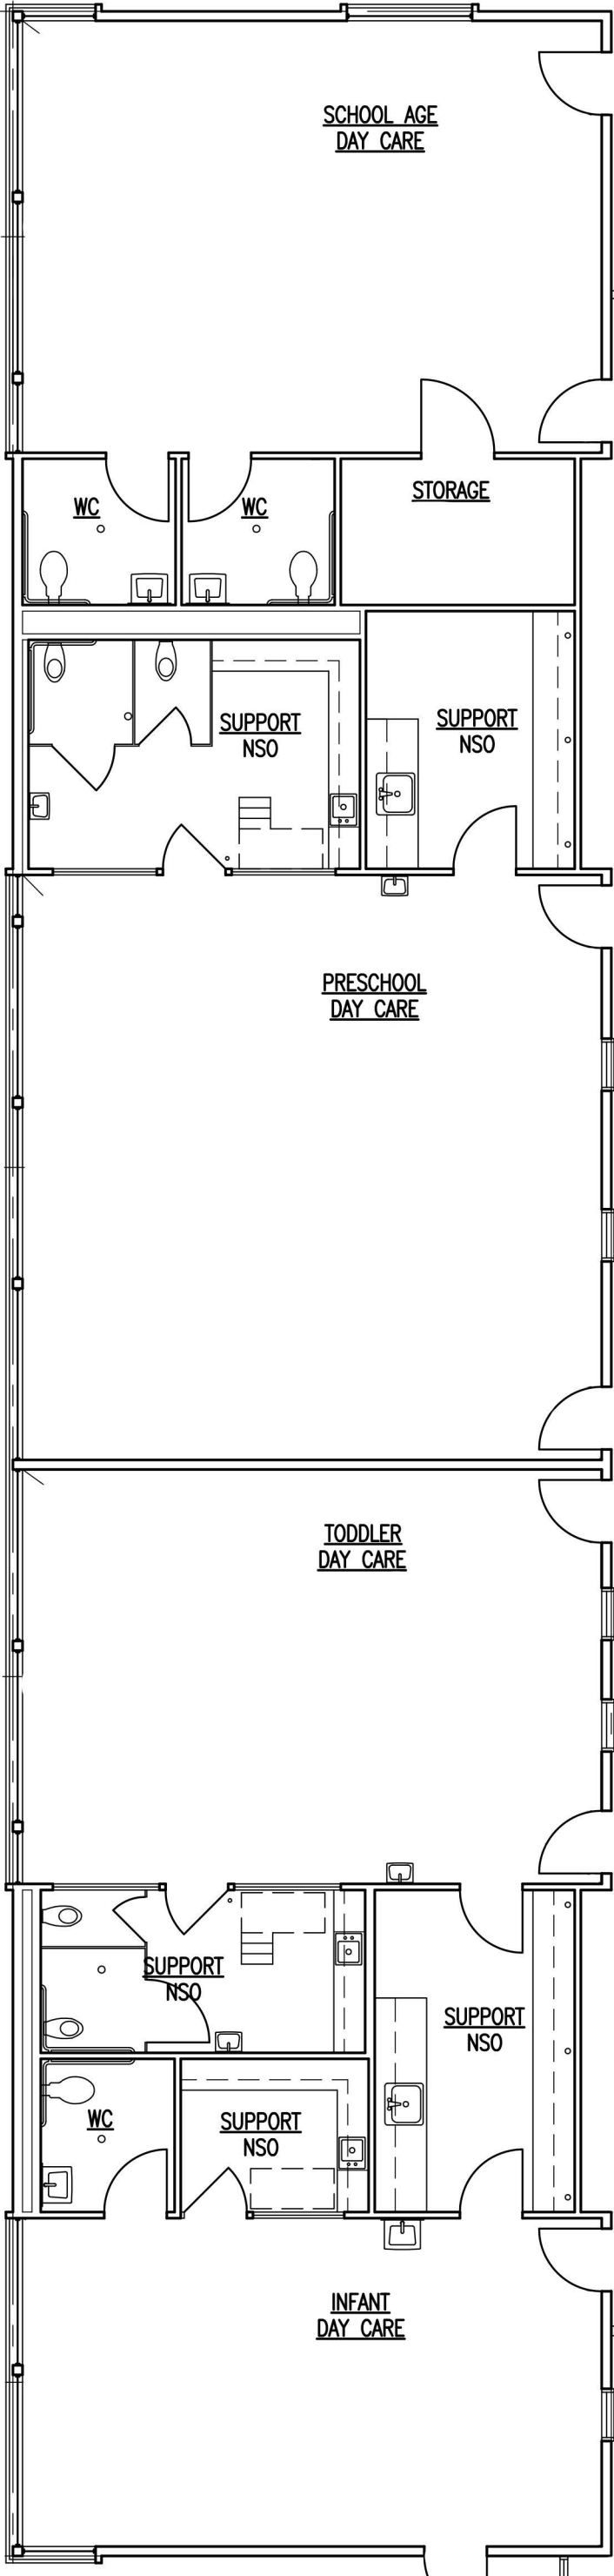 SCHOOL AGE
DAY CARE
WC
WC
STORAGE
SUPPORT
NSO
SUPPORT
NSO
PRESCHOOL
DAY CARE
TODDLER
DAY CARE
SUPPORT
NSO
SUPPORT
NSO
WC
SUPPORT
NSO
INFANT
DAY CARE